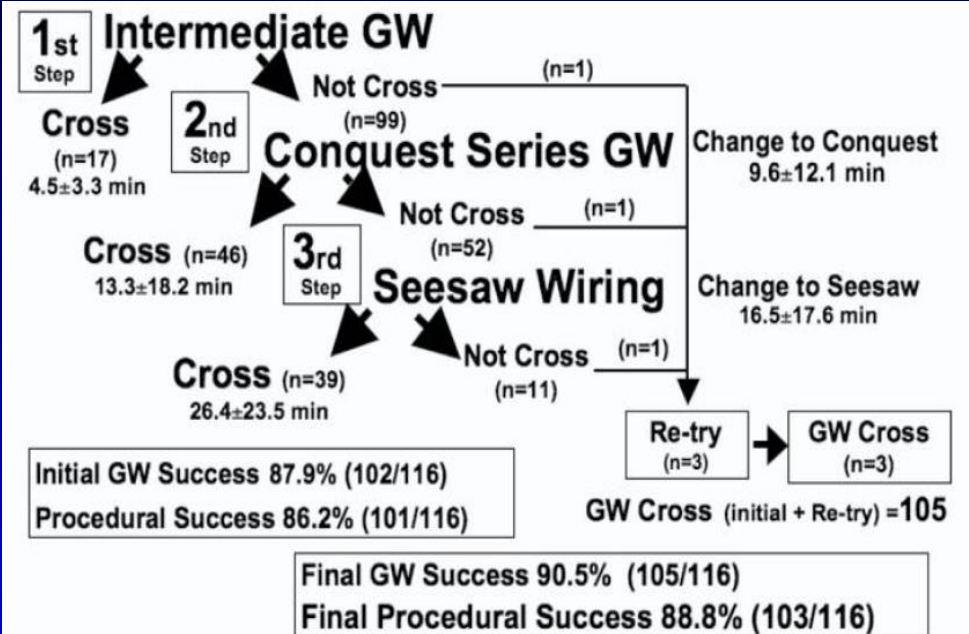 1st
Step
Intermediate GW
Cross
(n=17)
4.5±3.3 min
Not Cross
(n=99)
(n=1)
2nd
Step
Conquest Series GW
Change to Conquest
9.6±12.1 min
Cross (n=46)
13.3±18.2 min
Not Cross
(n=52)
(n=1)
3rd
Step
Seesaw Wiring
Change to Seesaw
16.5±17.6 min
Cross (n=39)
26.4±23.5 min
Not Cross
(n=11)
(n=1)
Re-try
(n=3)
GW Cross
(n=3)
GW Cross (initial + Re-try) =105
Initial GW Success 87.9% (102/116)
Procedural Success 86.2% (101/116)
Final GW Success 90.5% (105/116)
Final Procedural Success 88.8% (103/116)